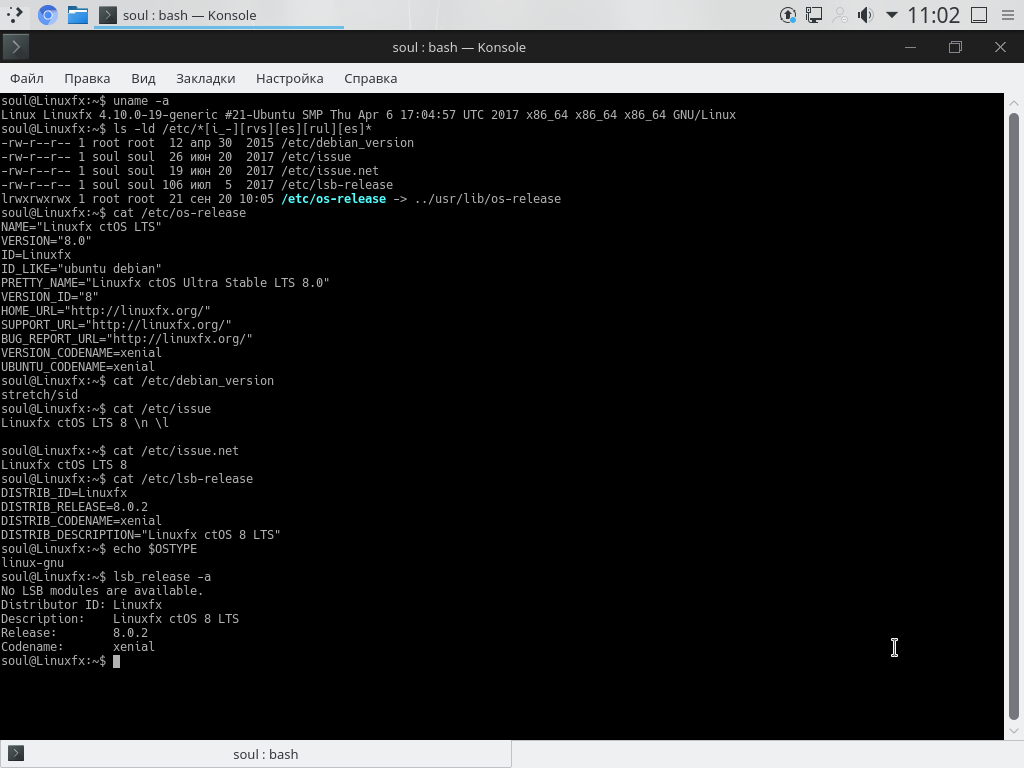 soul : bash — Konsole
11:02
soul : bash — Konsole
Файл Правка Вид Закладки Настройка Справка
soul@Linuxfx:~$ uname -a
Linux Linuxfx 4.10.0-19-generic #21-Ubuntu SMP Thu Apr 6 17:04:57 UTC 2017 x86_64 x86_64 x86_64 GNU/Linux
soul@Linuxfx:~$ ls -ld /etc/*[i_-][rvs][es][rul][es]*
-rw-r--r-- 1 root root  12 апр 30  2015 /etc/debian_version
-rw-r--r-- 1 soul soul  26 июн 20  2017 /etc/issue
-rw-r--r-- 1 soul soul  19 июн 20  2017 /etc/issue.net
-rw-r--r-- 1 soul soul 106 июл  5  2017 /etc/lsb-release
lrwxrwxrwx 1 root root  21 сен 20 10:05 /etc/os-release -> ../usr/lib/os-release
soul@Linuxfx:~$ cat /etc/os-release
NAME="Linuxfx ctOS LTS"
VERSION="8.0"
ID=Linuxfx
ID_LIKE="ubuntu debian"
PRETTY_NAME="Linuxfx ctOS Ultra Stable LTS 8.0"
VERSION_ID="8"
HOME_URL="http://linuxfx.org/"
SUPPORT_URL="http://linuxfx.org/"
BUG_REPORT_URL="http://linuxfx.org/"
VERSION_CODENAME=xenial
UBUNTU_CODENAME=xenial
soul@Linuxfx:~$ cat /etc/debian_version
stretch/sid
soul@Linuxfx:~$ cat /etc/issue
Linuxfx ctOS LTS 8 \n \l
soul@Linuxfx:~$ cat /etc/issue.net
Linuxfx ctOS LTS 8
soul@Linuxfx:~$ cat /etc/lsb-release
DISTRIB_ID=Linuxfx
DISTRIB_RELEASE=8.0.2
DISTRIB_CODENAME=xenial
DISTRIB_DESCRIPTION="Linuxfx ctOS 8 LTS"
soul@Linuxfx:~$ echo $OSTYPE
linux-gnu
soul@Linuxfx:~$ lsb_release -a
No LSB modules are available.
Distributor ID: Linuxfx
Description:    Linuxfx ctOS 8 LTS
Release:        8.0.2
Codename:       xenial
soul@Linuxfx:~$
soul : bash